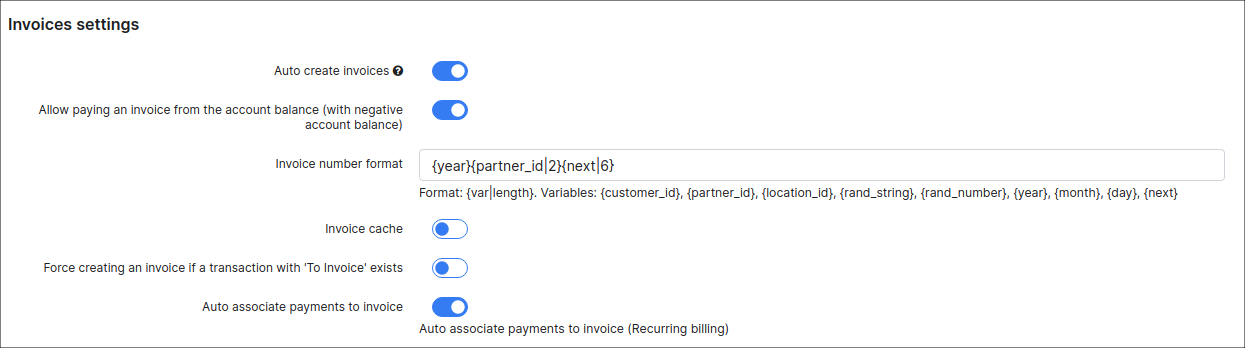 Invoices settings
Auto create invoices
Allow paying an invoice from the account balance (with negative
account balance)
Invoice number format
{year}{partner_id|2}{next|6}
Format: {var|length}. Variables: {customer_id}, {partner_id}, {location_id}, {rand_string}, {rand_number}, {year}, {month}, {day}, {next}
Invoice cache
Force creating an invoice if a transaction with 'To Invoice' exists
Auto associate payments to invoice
Auto associate payments to invoice (Recurring billing)